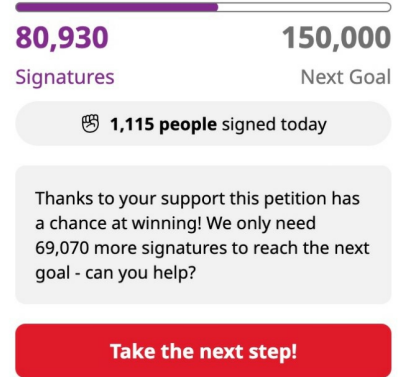 80,930 150,000
Signatures Next Goal
1,115 people signed today
Thanks to your support this petition has
a chance at winning! We only need
69,070 more signatures to reach the next
goal - can you help?
Take the next step!